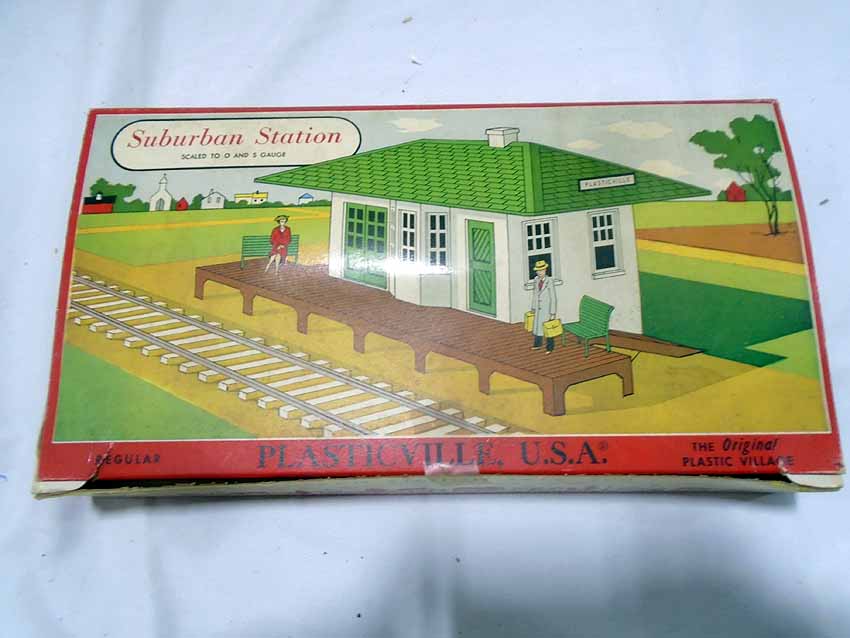 Suburban Station
SCALED TO O AND S GAUGE
PLASTICVILLE
REGULAR
PLASTICVILLE, U.S.A.®
THE Original
PLASTIC VILLAGE